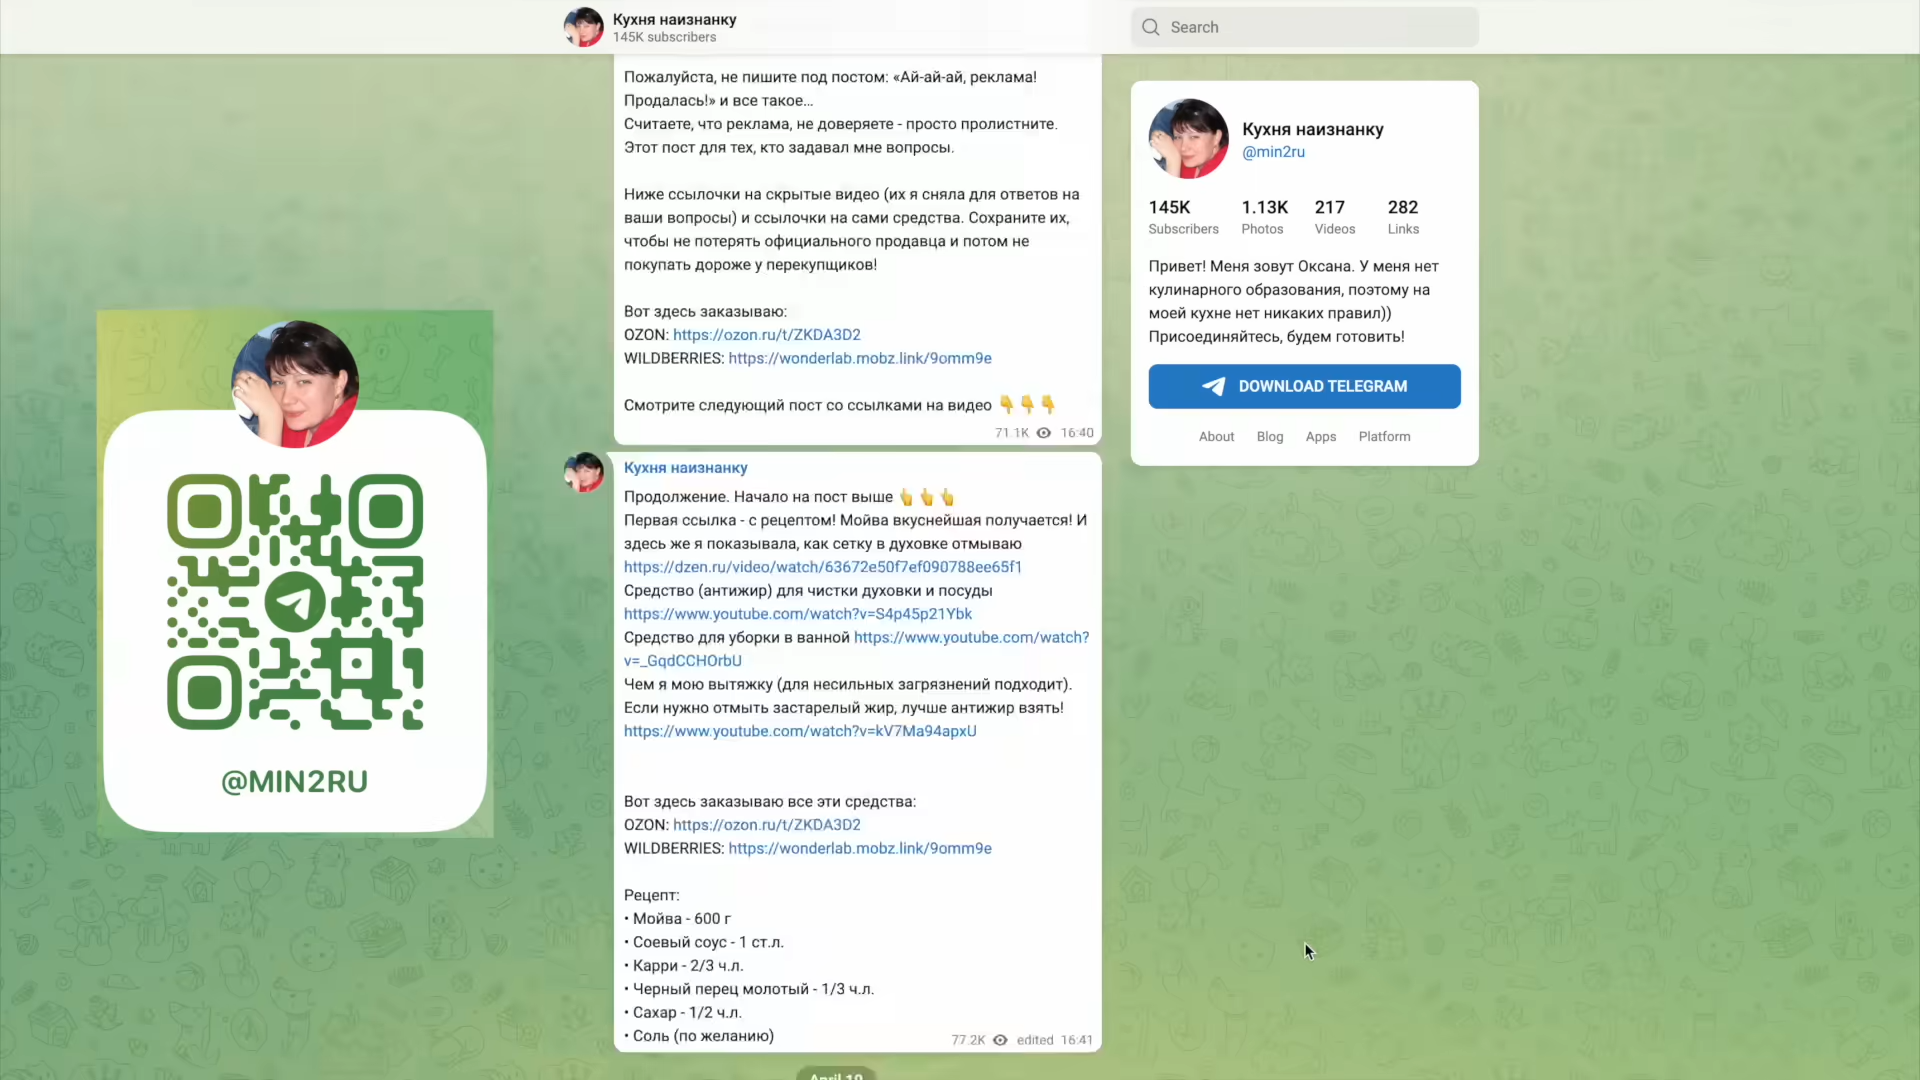 Кухня наизнанку
145K subscribers
Search
Пожалуйста, не пишите под постом: «Ай-ай-ай, реклама!
Продалась!» и все такое...
Считаете, что реклама, не доверяете - просто пролистните.
Этот пост для тех, кто задавал мне вопросы.
Ниже ссылочки на скрытые видео (их я сняла для ответов на
ваши вопросы) и ссылочки на сами средства. Сохраните их,
чтобы не потерять официального продавца и потом не
покупать дороже у перекупщиков!
Вот здесь заказываю:
OZON: https://ozon.ru/t/ZKDA3D2
WILDBERRIES: https://wonderlab.mobz.link/9omm9e
Смотрите следующий пост со ссылками на видео 👇👇👇
71.1K 16:40
Кухня наизнанку
Продолжение. Начало на пост выше 👆👆👆
Первая ссылка - с рецептом! Мойва вкуснейшая получается! И
здесь же я показывала, как сетку в духовке отмываю
https://dzen.ru/video/watch/63672e50f7ef090788ee65f1
Средство (антижир) для чистки духовки и посуды
https://www.youtube.com/watch?v=S4p45p21Ybk
Средство для уборки в ванной https://www.youtube.com/watch?
v=_GqdCCHOrbU
Чем я мою вытяжку (для несильных загрязнений подходит).
Если нужно отмыть застарелый жир, лучше антижир взять!
https://www.youtube.com/watch?v=kV7Ma94apxU
Вот здесь заказываю все эти средства:
OZON: https://ozon.ru/t/ZKDA3D2
WILDBERRIES: https://wonderlab.mobz.link/9omm9e
Рецепт:
• Мойва - 600 г
• Соевый соус - 1 ст.л.
• Карри - 2/3 ч.л.
• Черный перец молотый - 1/3 ч.л.
• Сахар - 1/2 ч.л.
• Соль (по желанию)
77.2K edited 16:41
April 19
Кухня наизнанку
@min2ru
145K 1.13K 217 282
Subscribers Photos Videos Links
Привет! Меня зовут Оксана. У меня нет
кулинарного образования, поэтому на
моей кухне нет никаких правил))
Присоединяйтесь, будем готовить!
DOWNLOAD TELEGRAM
About Blog Apps Platform
@MIN2RU